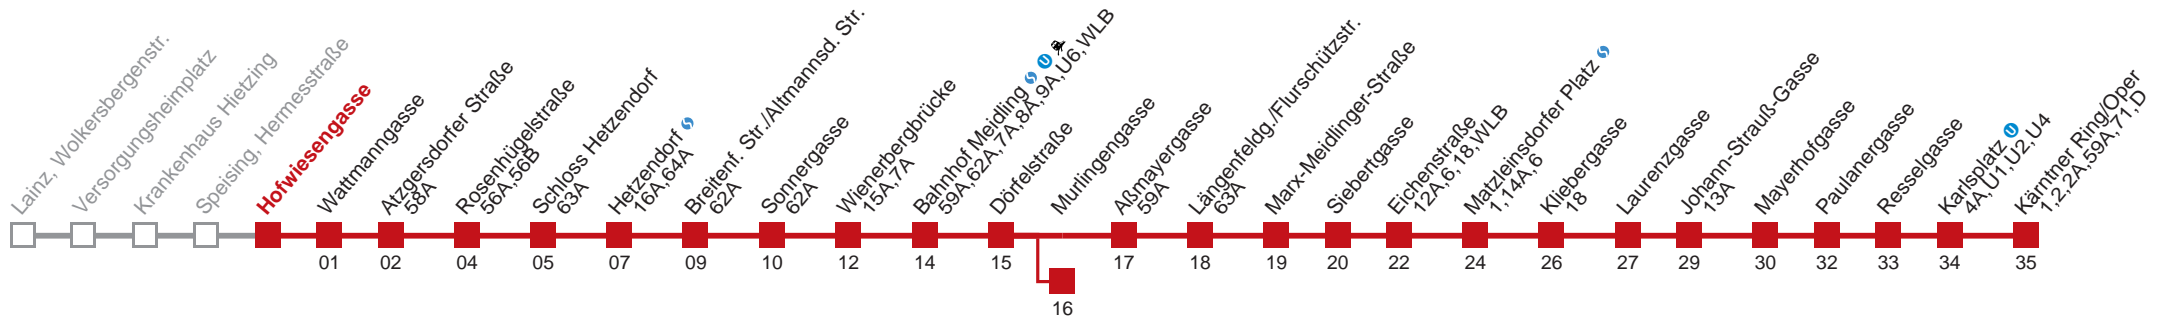 Lainz, Wolkersbergenstr.
Versorgungsheimplatz
Krankenhaus Hietzing
Speising, Hermesstraße
Hofwiesengasse
Wattmanngasse
Atzgersdorfer Straße
58A
Rosenhügelstraße
56A,56B
Schloss Hetzendorf
63A
Hetzendorf
16A,64A
Breitenf. Str./Altmannsd. Str.
62A
Sonnergasse
62A
Wienerbergbrücke
15A,7A
Bahnhof Meidling U
59A,62A,7A,8A,9A,U6,WLB
Dörfelstraße
Murlingengasse
Aßmayergasse
59A
Längenfeldg./Flurschützstr.
63A
Marx-Meidlinger-Straße
Siebertgasse
Eichenstraße
12A,6,18,WLB
Matzleinsdorfer Platz
1,14A,6
Kliebergasse
18
Laurenzgasse
Johann-Strauß-Gasse
13A
Mayerhofgasse
Paulanergasse
Resselgasse
Karlsplatz U
4A,U1,U2,U4
Kärntner Ring/Oper
1,2,2A,59A,71,D
01 02 04 05 07 09 10 12 14 15 17 18 19 20 22 24 26 27 29 30 32 33 34 35
16